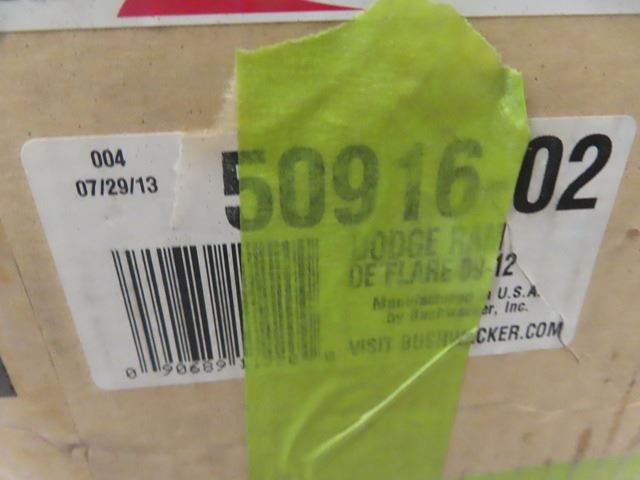 004
07/29/13
50916-02
DODGE RAM
OE FLARE 09-12
Manufactured in U.S.A.
by Bushwacker, Inc.
VISIT BUSHWACKER.COM
0 90689